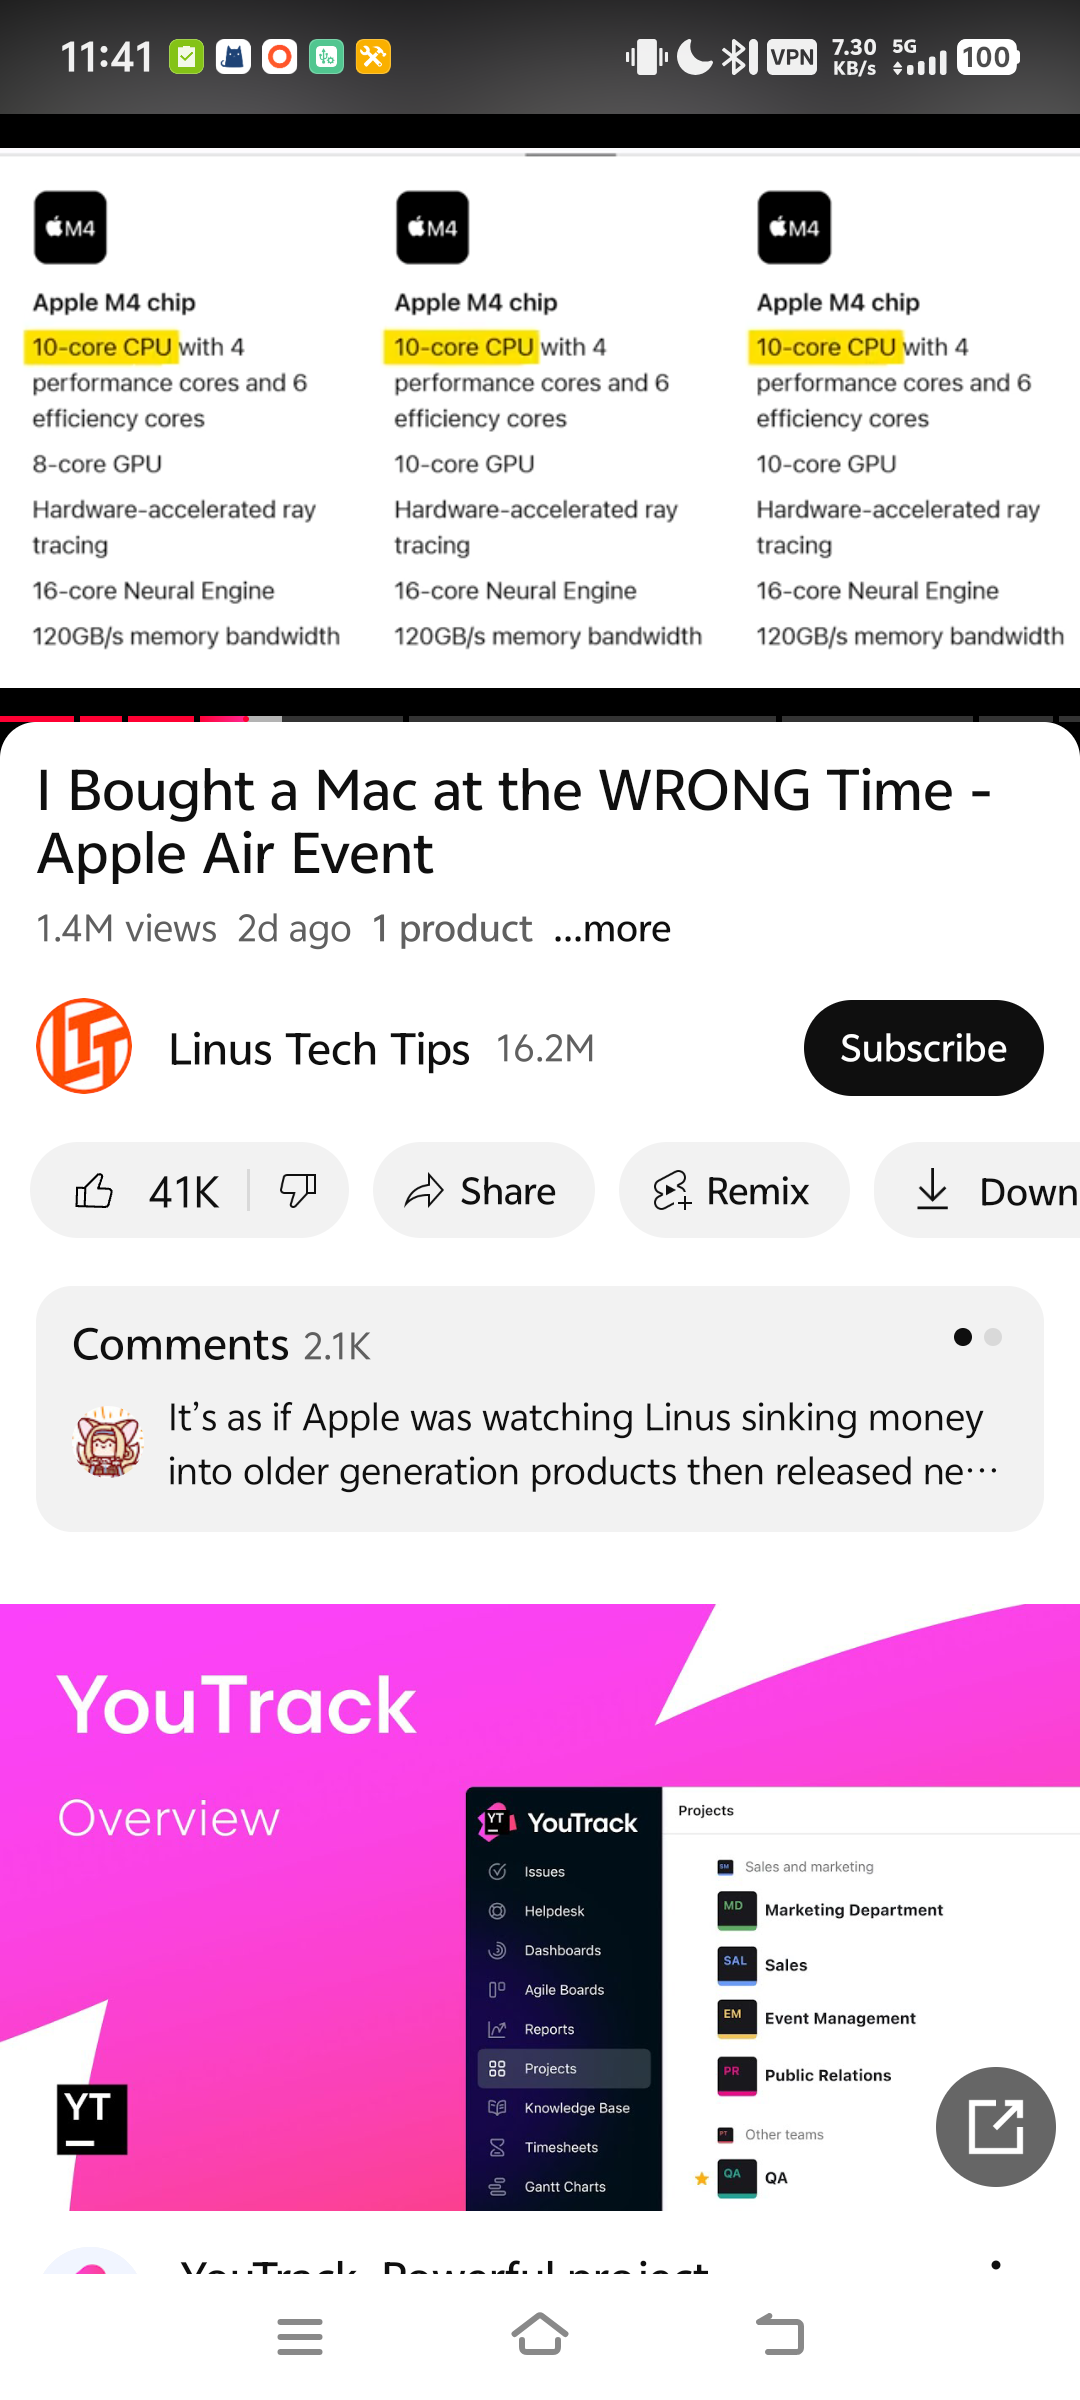 11:41
VPN
7.30 KB/s
5G
100
M4
M4
M4
Apple M4 chip
10-core CPU with 4
performance cores and 6
efficiency cores
8-core GPU
Hardware-accelerated ray
tracing
16-core Neural Engine
120GB/s memory bandwidth
Apple M4 chip
10-core CPU with 4
performance cores and 6
efficiency cores
10-core GPU
Hardware-accelerated ray
tracing
16-core Neural Engine
120GB/s memory bandwidth
Apple M4 chip
10-core CPU with 4
performance cores and 6
efficiency cores
10-core GPU
Hardware-accelerated ray
tracing
16-core Neural Engine
120GB/s memory bandwidth
I Bought a Mac at the WRONG Time -
Apple Air Event
1.4M views 2d ago 1 product ...more
LTT
Linus Tech Tips 16.2M
Subscribe
41K
Share
Remix
Down
Comments 2.1K
It’s as if Apple was watching Linus sinking money
into older generation products then released ne…
YouTrack
Overview
YT
YouTrack
Issues
Helpdesk
Dashboards
Agile Boards
Reports
Projects
Knowledge Base
Timesheets
Gantt Charts
Projects
SM Sales and marketing
MD Marketing Department
SAL Sales
EM Event Management
PR Public Relations
PT Other teams
QA QA
YT
YouTrack Powerful project